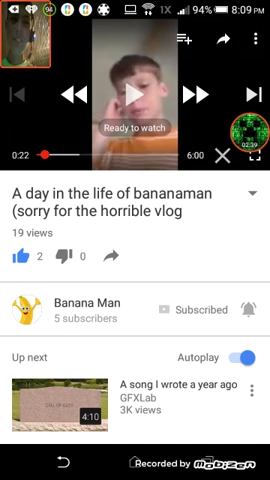 94
1X
94%
8:09 PM
Ready to watch
0:22
6:00
02:39
A day in the life of bananaman
(sorry for the horrible vlog
19 views
2
0
Banana Man
5 subscribers
Subscribed
Up next
Autoplay
A song I wrote a year ago
GFXLab
3K views
4:10
Recorded by
mobizen